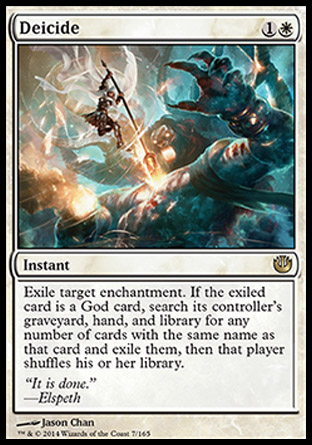 Deicide 1
Instant
Exile target enchantment. If the exiled
card is a God card, search its controller's
graveyard, hand, and library for any
number of cards with the same name as
that card and exile them, then that player
shuffles his or her library.
"It is done."
—Elspeth
Jason Chan
™ & © 2014 Wizards of the Coast 7/165